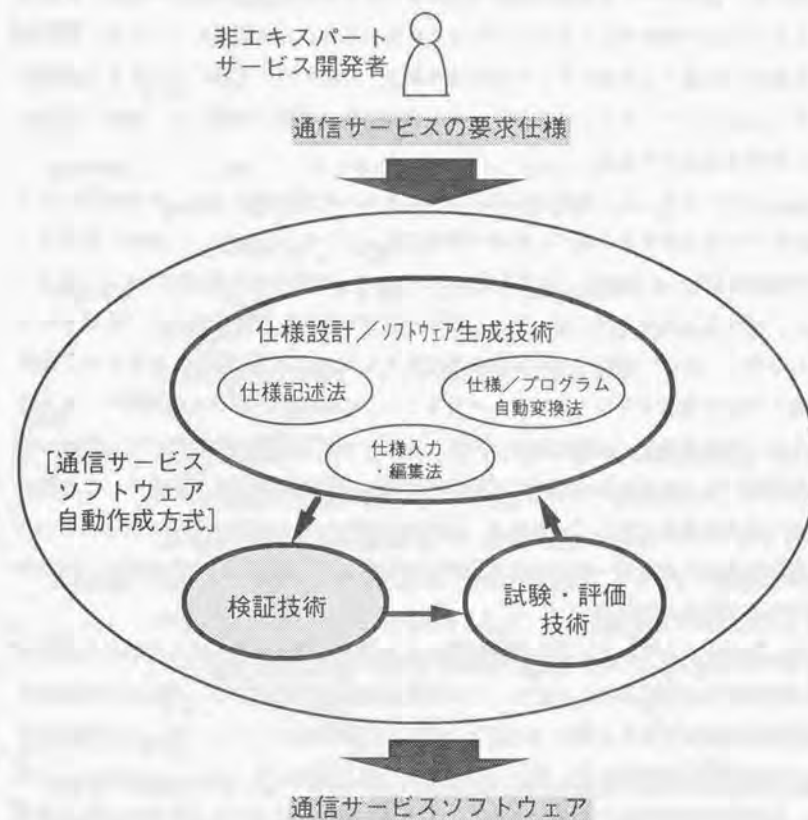 非エキスパート
サービス開発者
通信サービスの要求仕様
仕様設計／ソフトウェア生成技術
仕様記述法
仕様／プログラム
自動変換法
仕様入力
・編集法
[通信サービス
ソフトウェア
自動作成方式]
検証技術
試験・評価
技術
通信サービスソフトウェア